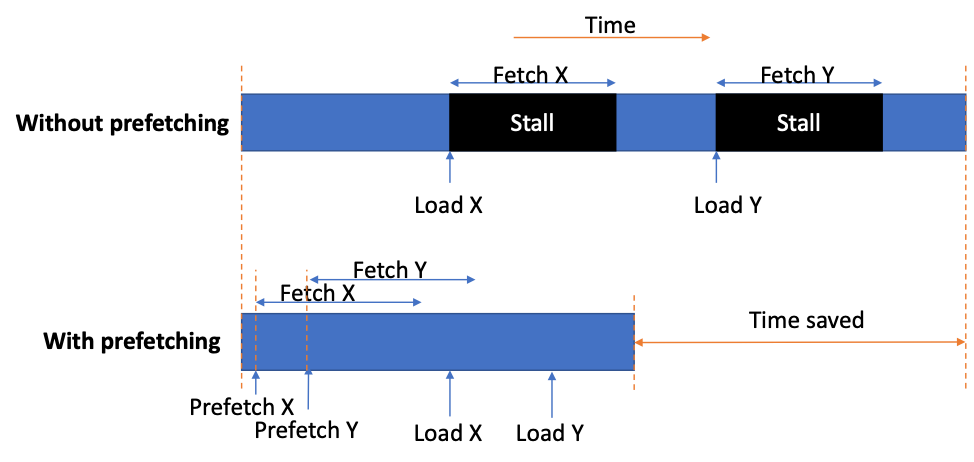 Time
Fetch X
Fetch Y
Without prefetching
Stall
Stall
Load X
Load Y
Fetch Y
Fetch X
With prefetching
Time saved
Prefetch X
Prefetch Y
Load X
Load Y